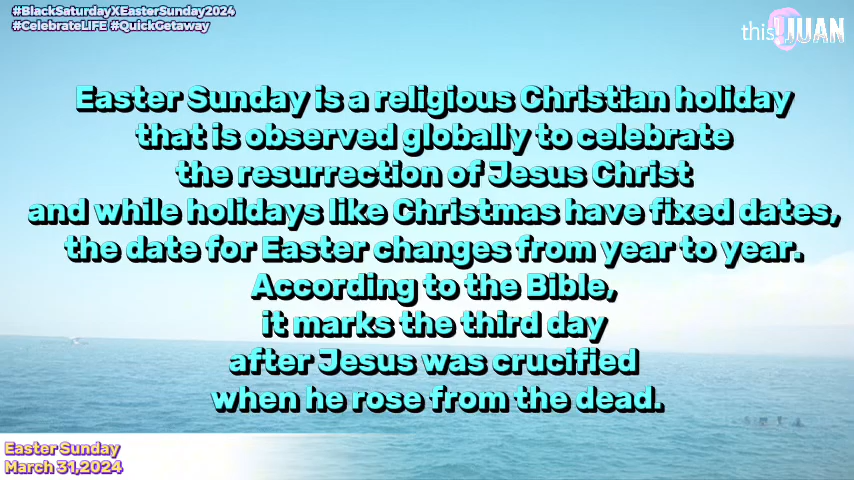 #BlackSaturdayXEasterSunday2024
#CelebrateLIFE #QuickGetaway
this JUAN
Easter Sunday is a religious Christian holiday
that is observed globally to celebrate
the resurrection of Jesus Christ
and while holidays like Christmas have fixed dates,
the date for Easter changes from year to year.
According to the Bible,
it marks the third day
after Jesus was crucified
when he rose from the dead.
Easter Sunday
March 31,2024